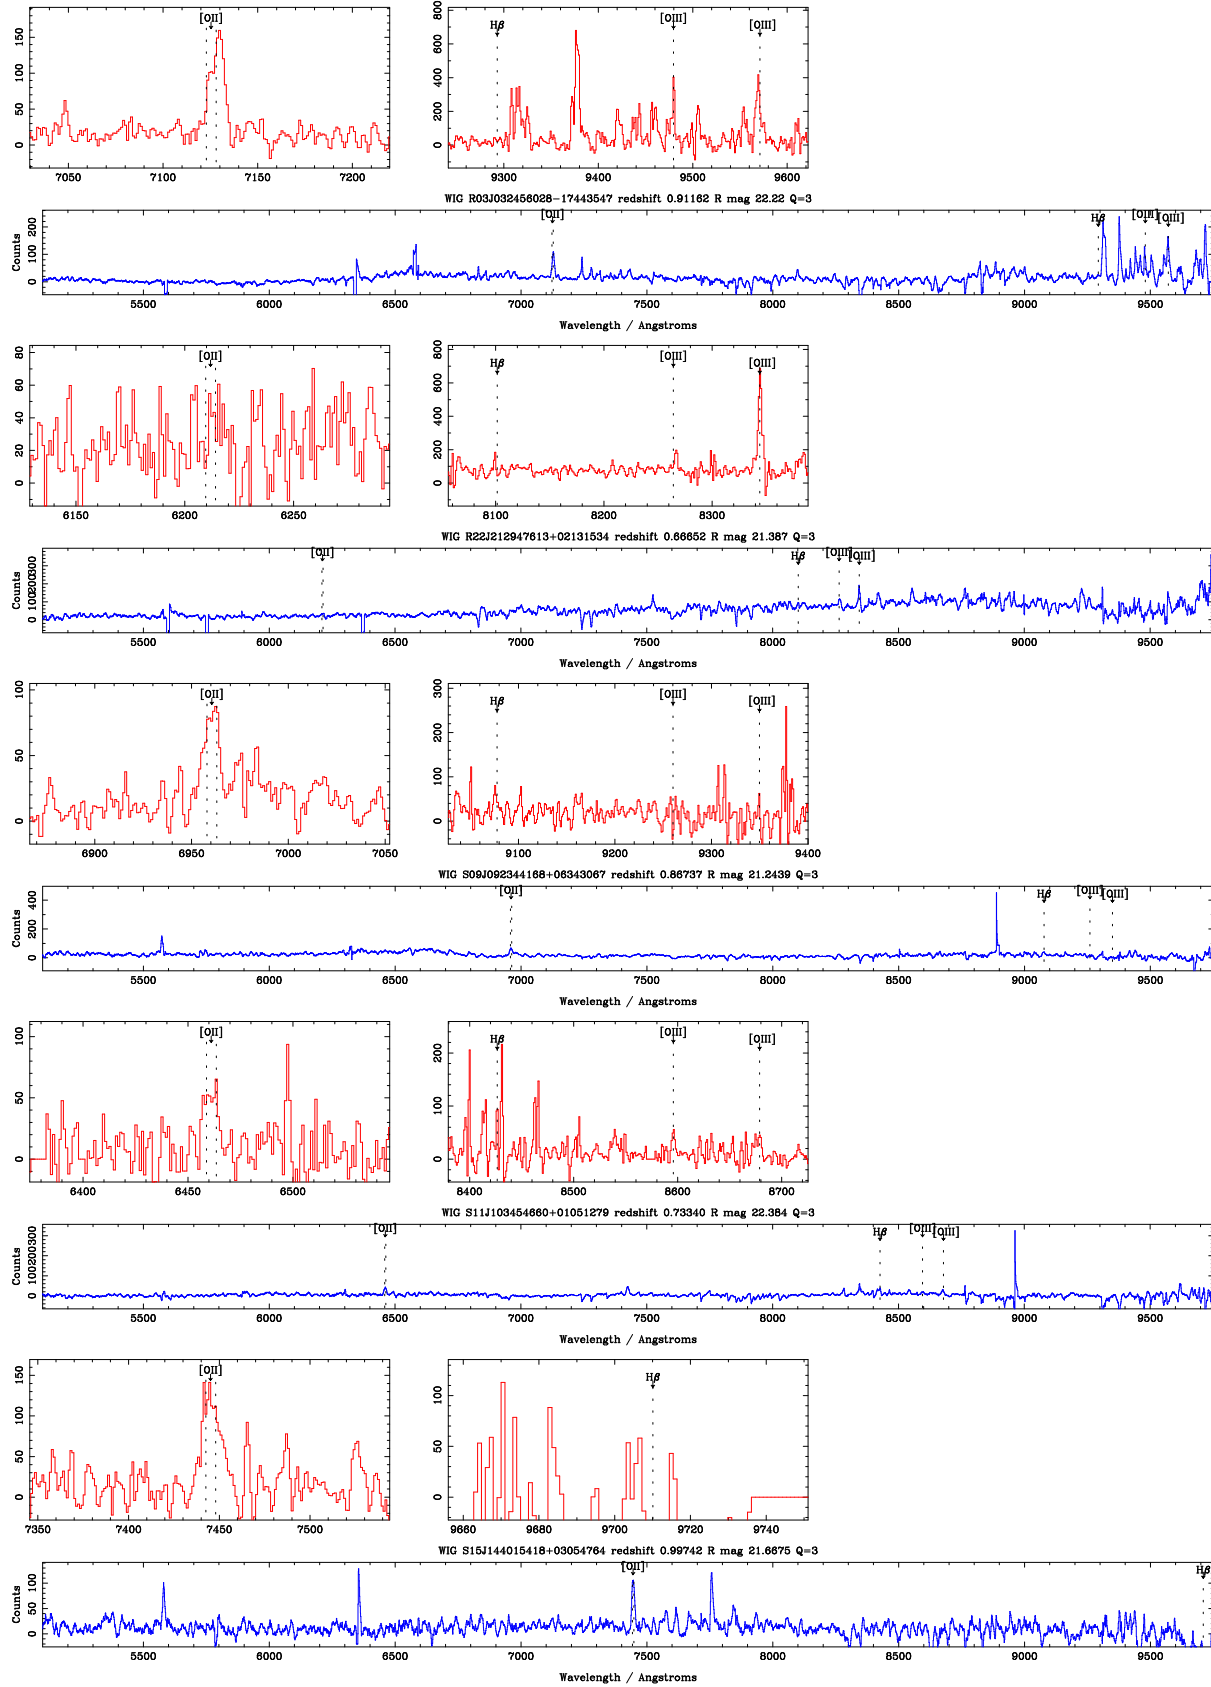 [OII]
Hβ [OIII] [OIII]
150
100
50
0
800
600
400
200
0
7050 7100 7150 7200
9300 9400 9500 9600
WIG R03J032456028-17443547 redshift 0.91162 R mag 22.22 Q=3
[OII] Hβ [OIII] [OIII]
Counts
200
100
0
5500 6000 6500 7000 7500 8000 8500 9000 9500
Wavelength / Angstroms
[OII]
Hβ [OIII] [OIII]
80
60
40
20
0
800
600
400
200
0
6150 6200 6250
8100 8200 8300
WIG R22J212947613+02131534 redshift 0.66652 R mag 21.387 Q=3
[OII] Hβ [OIII] [OIII]
Counts
300
200
100
0
5500 6000 6500 7000 7500 8000 8500 9000 9500
Wavelength / Angstroms
[OII]
Hβ [OIII] [OIII]
100
50
0
300
200
100
0
6900 6950 7000 7050
9100 9200 9300 9400
WIG S09J092344168+06343067 redshift 0.86737 R mag 21.2439 Q=3
[OII] Hβ [OIII] [OIII]
Counts
400
200
0
5500 6000 6500 7000 7500 8000 8500 9000 9500
Wavelength / Angstroms
[OII]
Hβ [OIII] [OIII]
100
50
0
200
100
0
6400 6450 6500
8400 8500 8600 8700
WIG S11J103454660+01051279 redshift 0.73340 R mag 22.384 Q=3
[OII] Hβ [OIII] [OIII]
Counts
300
200
100
0
5500 6000 6500 7000 7500 8000 8500 9000 9500
Wavelength / Angstroms
[OII]
Hβ
150
100
50
0
100
50
0
7350 7400 7450 7500
9660 9680 9700 9720 9740
WIG S15J144015418+03054764 redshift 0.99742 R mag 21.6675 Q=3
[OII] Hβ
Counts
100
50
0
5500 6000 6500 7000 7500 8000 8500 9000 9500
Wavelength / Angstroms